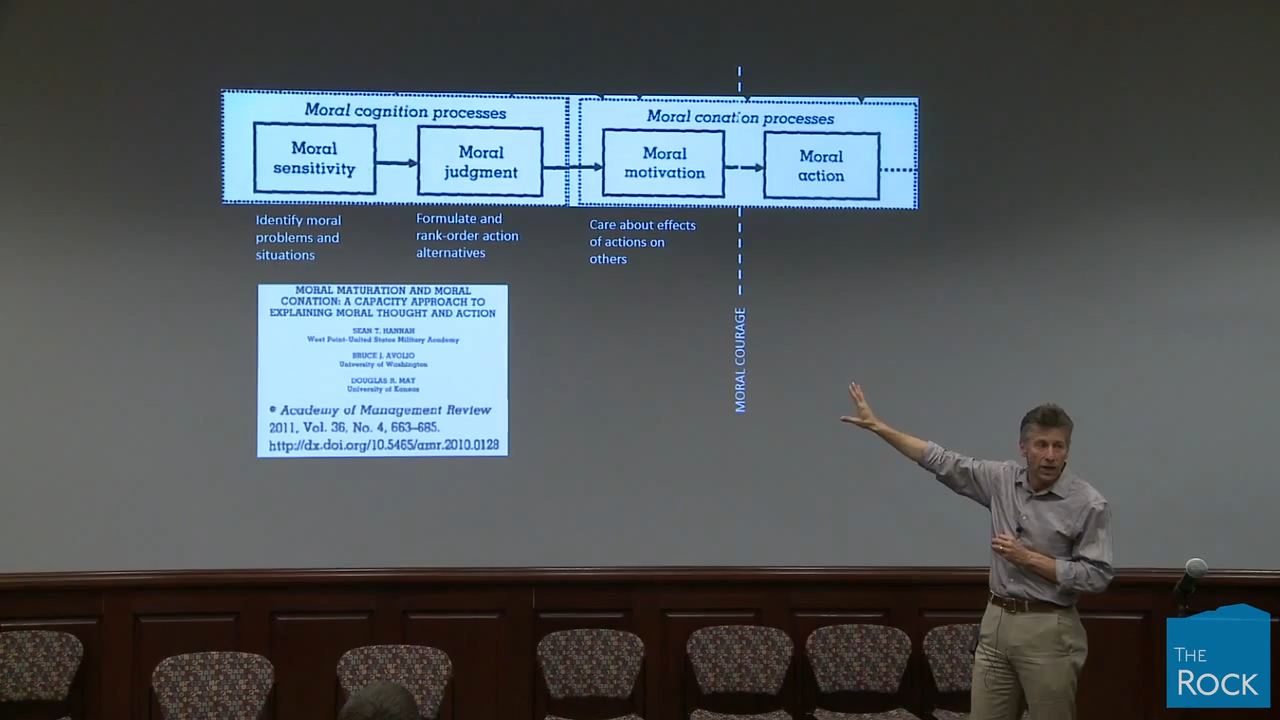 Moral cognition processes
Moral conation processes
Moral
sensitivity
Moral
judgment
Moral
motivation
Moral
action
Identify moral
problems and
situations
Formulate and
rank-order action
alternatives
Care about effects
of actions on
others
MORAL COURAGE
MORAL MATURATION AND MORAL
CONATION: A CAPACITY APPROACH TO
EXPLAINING MORAL THOUGHT AND ACTION
SEAN T. HANNAH
West Point-United States Military Academy
BRUCE J. AVOLIO
University of Washington
DOUGLAS R. MAY
University of Kansas
© Academy of Management Review
2011, Vol. 36, No. 4, 663–685.
http://dx.doi.org/10.5465/amr.2010.0128
THE
ROCK